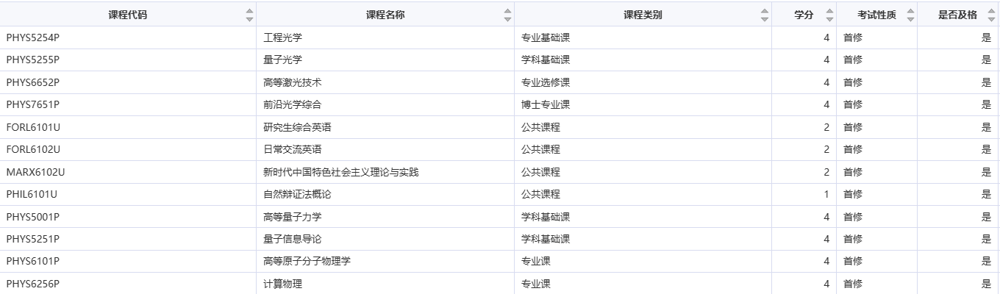 课程代码 课程名称 课程类别 学分 考试性质 是否及格
PHYS5254P 工程光学 专业基础课 4 首修 是
PHYS5255P 量子光学 学科基础课 4 首修 是
PHYS6652P 高等激光技术 专业选修课 4 首修 是
PHYS7651P 前沿光学综合 博士专业课 4 首修 是
FORL6101U 研究生综合英语 公共课程 2 首修 是
FORL6102U 日常交流英语 公共课程 2 首修 是
MARX6102U 新时代中国特色社会主义理论与实践 公共课程 2 首修 是
PHIL6101U 自然辩证法概论 公共课程 1 首修 是
PHYS5001P 高等量子力学 学科基础课 4 首修 是
PHYS5251P 量子信息导论 学科基础课 4 首修 是
PHYS6101P 高等原子分子物理学 专业课 4 首修 是
PHYS6256P 计算物理 专业课 4 首修 是